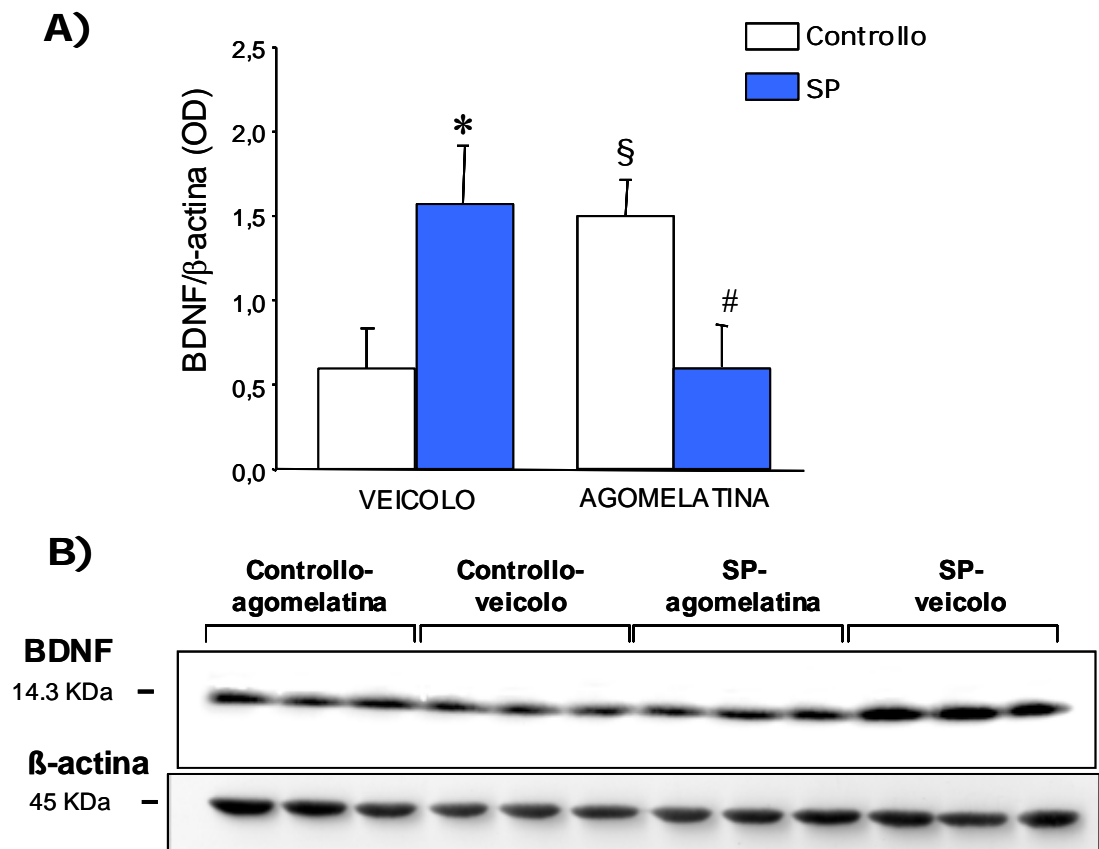 A)
Controllo
SP
BDNF/β-actina (OD)
2,5
2,0
1,5
1,0
0,5
0,0
*
§
#
VEICOLO
AGOMELATINA
B)
Controllo-
agomelatina
Controllo-
veicolo
SP-
agomelatina
SP-
veicolo
BDNF
14.3 KDa
ß-actina
45 KDa